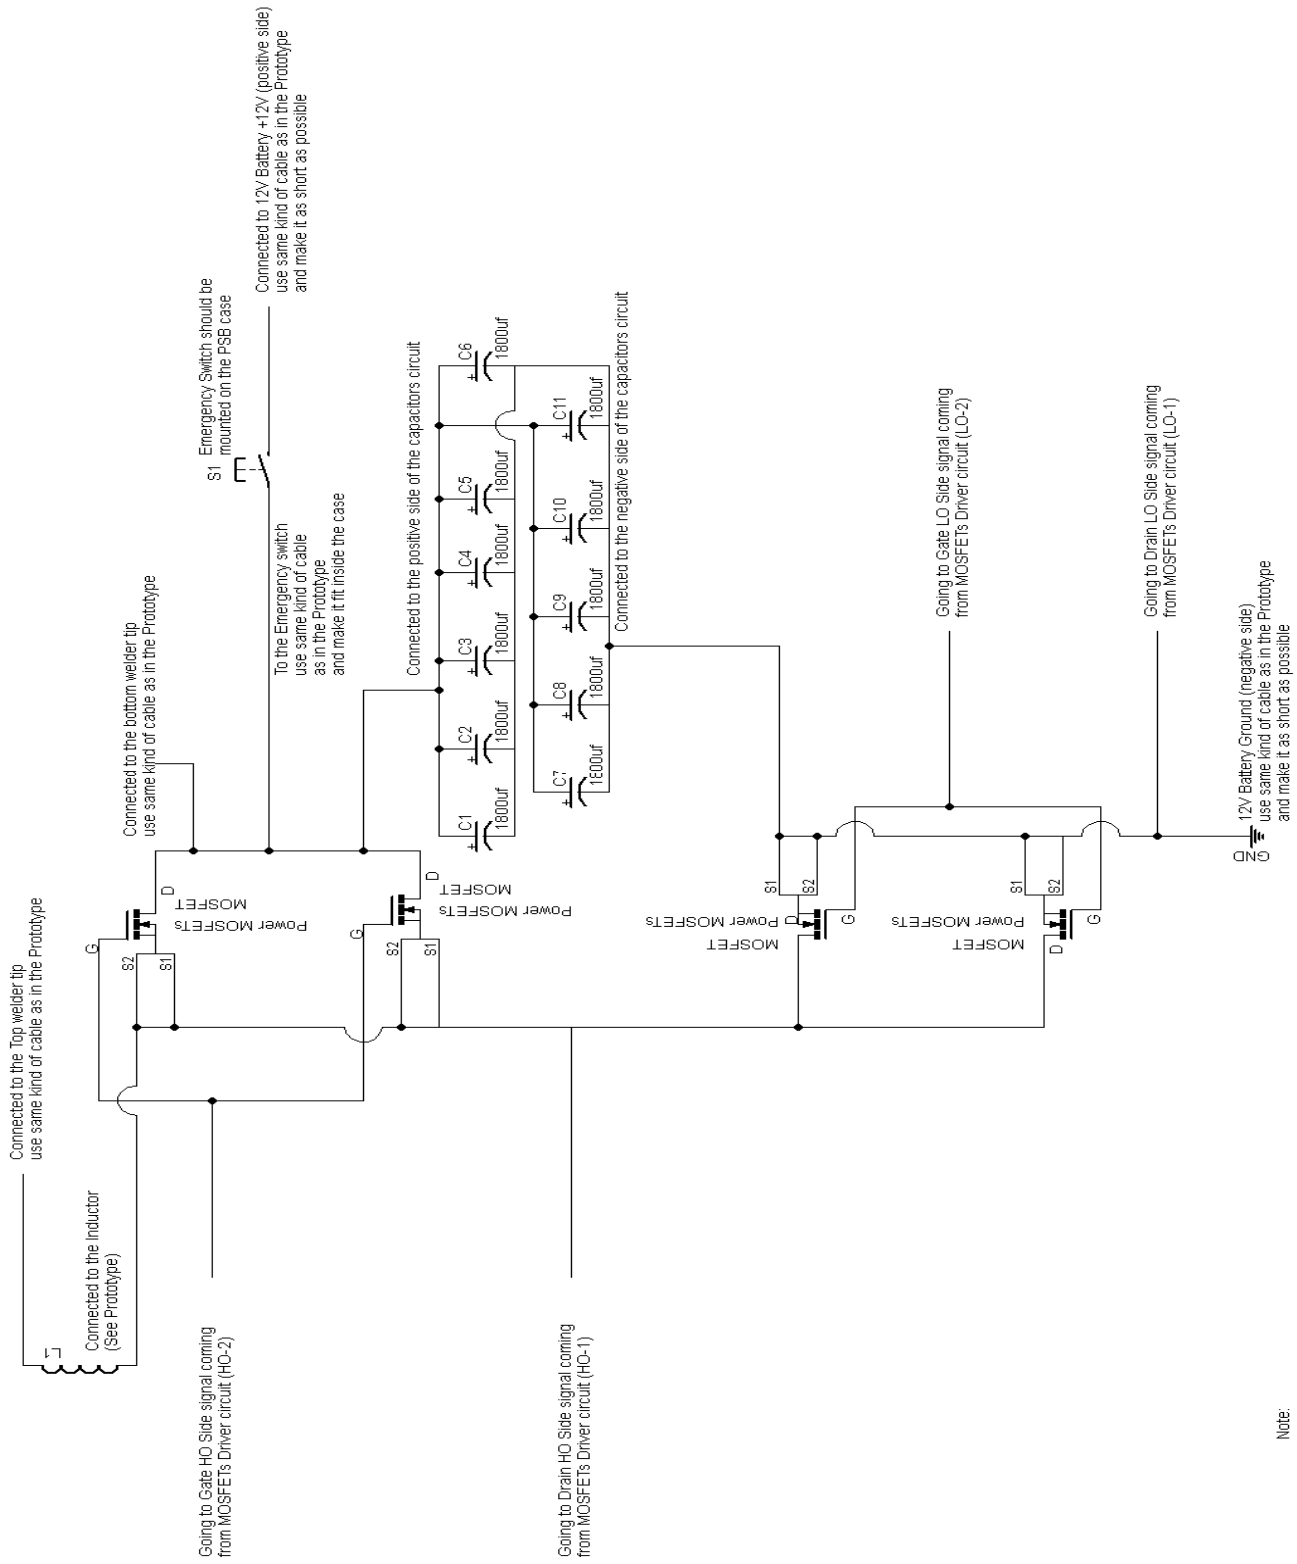 Connected to the Top welder tip
use same kind of cable as in the Prototype
L1
Connected to the Inductor
(See Prototype)
Connected to the bottom welder tip
use same kind of cable as in the Prototype
S1
Emergency Switch should be
mounted on the PSB case
Connected to 12V Battery +12V (positive side)
use same kind of cable as in the Prototype
and make it as short as possible
To the Emergency switch
use same kind of cable
as in the Prototype
and make it fit inside the case
G
D
S2
S1
MOSFET
Power MOSFETs
G
D
S2
S1
MOSFET
Power MOSFETs
Connected to the positive side of the capacitors circuit
C1
+
1800uf
C2
+
1800uf
C3
+
1800uf
C4
+
1800uf
C5
+
1800uf
C6
+
1800uf
C7
+
1800uf
C8
+
1800uf
C9
+
1800uf
C10
+
1800uf
C11
+
1800uf
Connected to the negative side of the capacitors circuit
Going to Gate HO Side signal coming
from MOSFETs Driver circuit (HO-2)
Going to Drain HO Side signal coming
from MOSFETs Driver circuit (HO-1)
S1
S2
D
G
Power MOSFETs
MOSFET
S1
S2
D
G
Power MOSFETs
MOSFET
Going to Gate LO Side signal coming
from MOSFETs Driver circuit (LO-2)
Going to Drain LO Side signal coming
from MOSFETs Driver circuit (LO-1)
GND
12V Battery Ground (negative side)
use same kind of cable as in the Prototype
and make it as short as possible
Note: